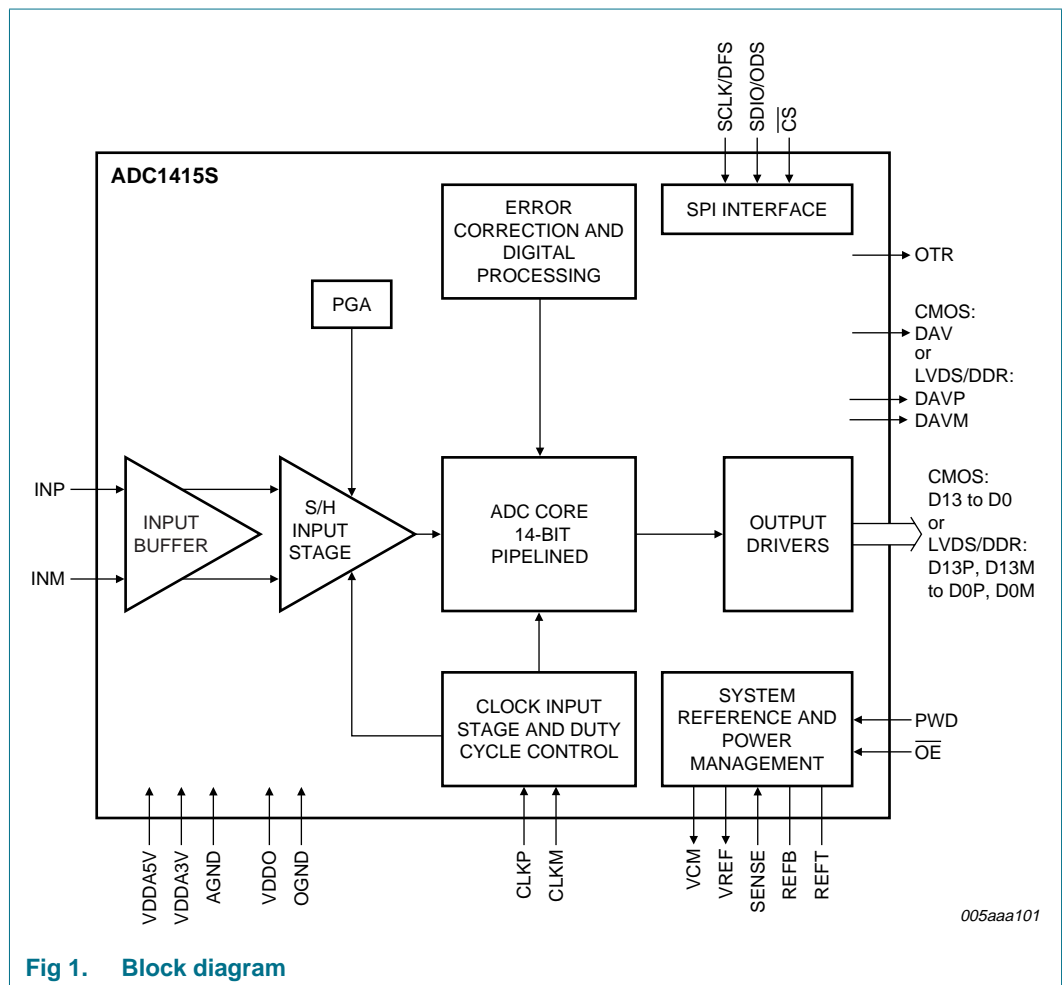 SCLK/DFS
SDIO/ODS
CS
ADC1415S
ERROR
CORRECTION AND
DIGITAL
PROCESSING
SPI INTERFACE
OTR
PGA
CMOS:
DAV
or
LVDS/DDR:
DAVP
DAVM
INP
INM
INPUT
BUFFER
S/H
INPUT
STAGE
ADC CORE
14-BIT
PIPELINED
OUTPUT
DRIVERS
CMOS:
D13 to D0
or
LVDS/DDR:
D13P, D13M
to D0P, D0M
CLOCK INPUT
STAGE AND DUTY
CYCLE CONTROL
SYSTEM
REFERENCE AND
POWER
MANAGEMENT
PWD
OE
VDDA5V
VDDA3V
AGND
VDDO
OGND
CLKP
CLKM
VCM
VREF
SENSE
REFB
REFT
005aaa101
Fig 1. Block diagram